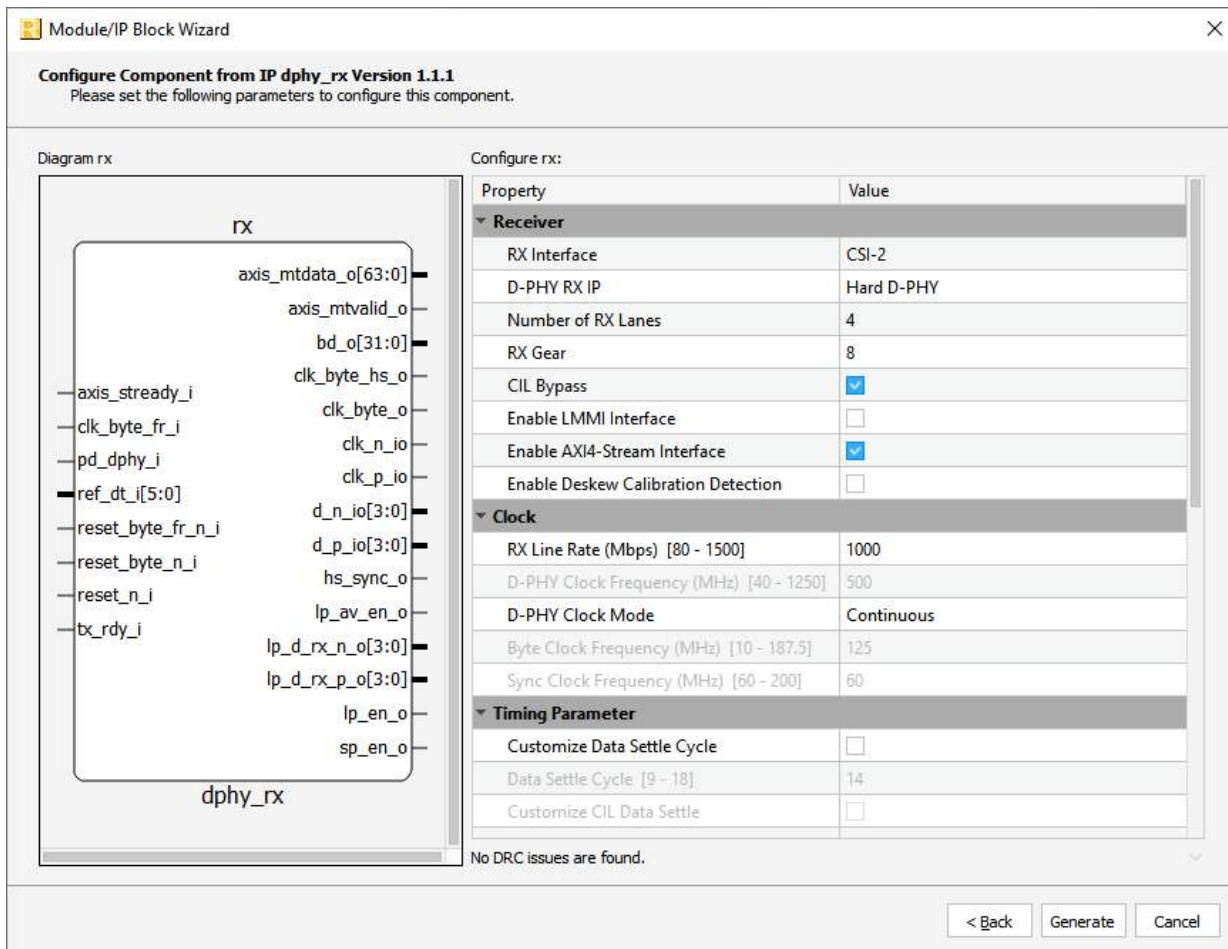 Module/IP Block Wizard
Configure Component from IP dphy_rx Version 1.1.1
Please set the following parameters to configure this component.
Diagram rx
rx
axis_mtdata_o[63:0]
axis_mtvalid_o
bd_o[31:0]
clk_byte_hs_o
clk_byte_o
clk_n_io
clk_p_io
d_n_io[3:0]
d_p_io[3:0]
hs_sync_o
lp_av_en_o
lp_d_rx_n_o[3:0]
lp_d_rx_p_o[3:0]
lp_en_o
sp_en_o
axis_stready_i
clk_byte_fr_i
pd_dphy_i
ref_dt_i[5:0]
reset_byte_fr_n_i
reset_byte_n_i
reset_n_i
tx_rdy_i
dphy_rx
Configure rx:
Property Value
Receiver
RX Interface CSI-2
D-PHY RX IP Hard D-PHY
Number of RX Lanes 4
RX Gear 8
CIL Bypass
Enable LMMI Interface
Enable AXI4-Stream Interface
Enable Deskew Calibration Detection
Clock
RX Line Rate (Mbps) [80 - 1500] 1000
D-PHY Clock Frequency (MHz) [40 - 1250] 500
D-PHY Clock Mode Continuous
Byte Clock Frequency (MHz) [10 - 187.5] 125
Sync Clock Frequency (MHz) [60 - 200] 60
Timing Parameter
Customize Data Settle Cycle
Data Settle Cycle [9 - 18] 14
Customize CIL Data Settle
No DRC issues are found.
< Back Generate Cancel